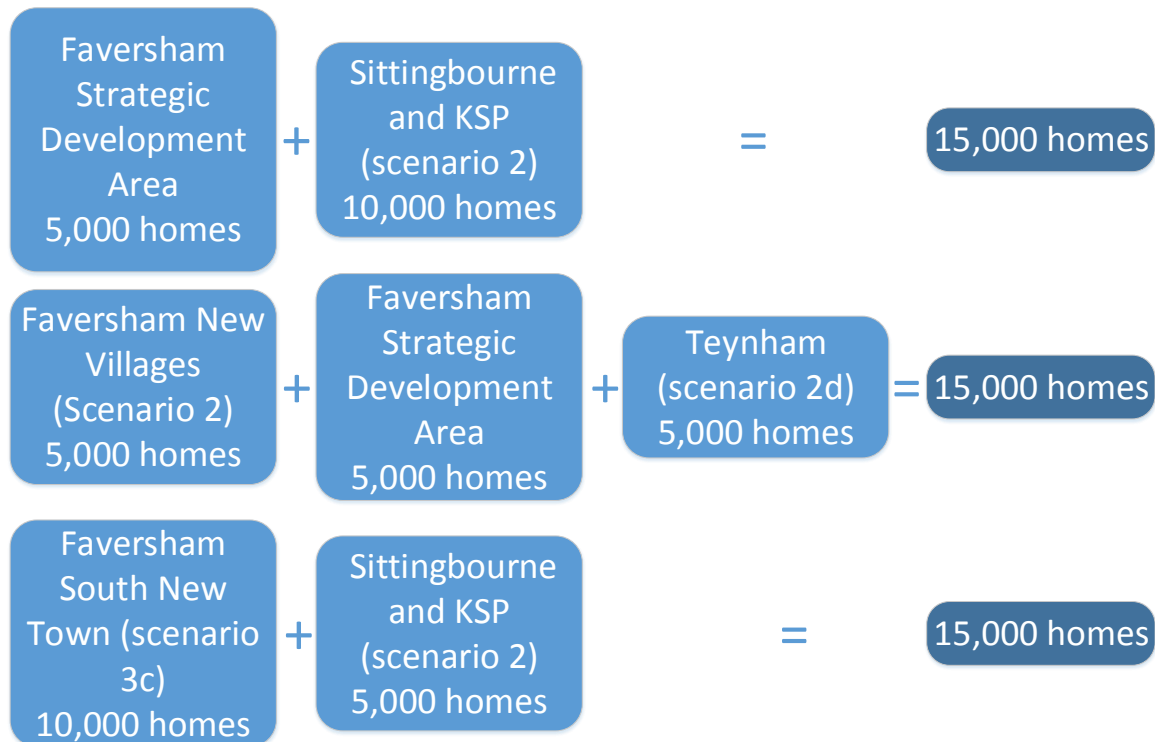 Faversham
Strategic
Development
Area
5,000 homes
+
Sittingbourne
and KSP
(scenario 2)
10,000 homes
=
15,000 homes
Faversham New
Villages
(Scenario 2)
5,000 homes
+
Faversham
Strategic
Development
Area
5,000 homes
+
Teynham
(scenario 2d)
5,000 homes
=
15,000 homes
Faversham
South New
Town (scenario
3c)
10,000 homes
+
Sittingbourne
and KSP
(scenario 2)
5,000 homes
=
15,000 homes